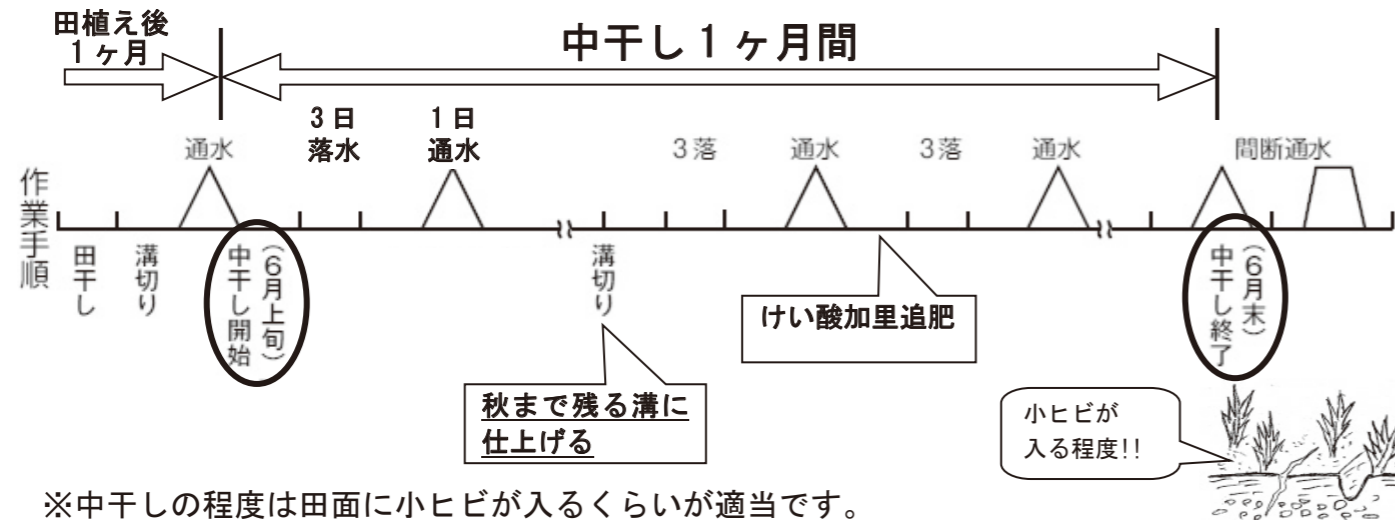 田植え後
1ヶ月
中干し1ヶ月間
3日
落水
1日
通水
通水
3落
通水
3落
通水
間断通水
作業手順
田干し
溝切り
（6月上旬）
中干し開始
溝切り
（6月末）
中干し終了
けい酸加里追肥
秋まで残る溝に
仕上げる
小ヒビが
入る程度!!
※中干しの程度は田面に小ヒビが入るくらいが適当です。